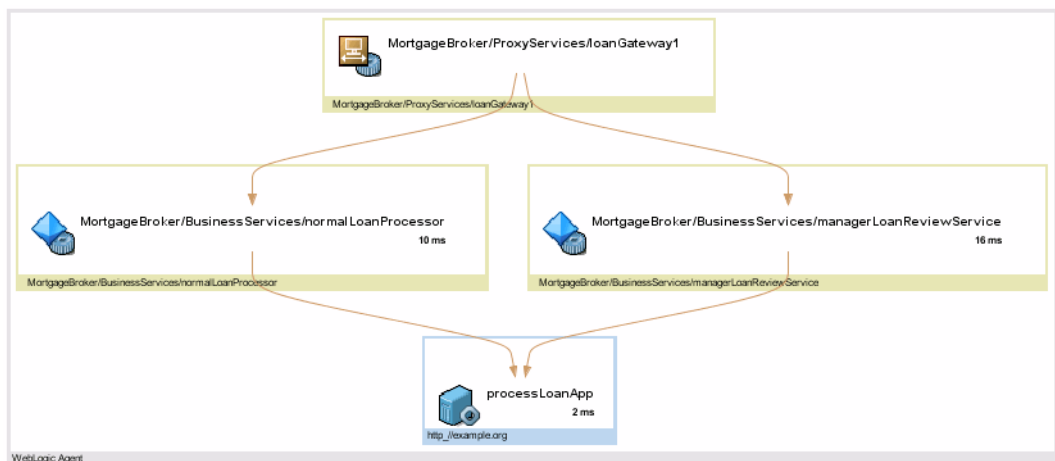 MortgageBroker/ProxyServices/loanGateway1
MortgageBroker/ProxyServices/loanGateway1
MortgageBroker/BusinessServices/normalLoanProcessor
10 ms
MortgageBroker/BusinessServices/normalLoanProcessor
MortgageBroker/BusinessServices/managerLoanReviewService
16 ms
MortgageBroker/BusinessServices/managerLoanReviewService
processLoanApp
2 ms
http_//example.org
WebLogic Agent